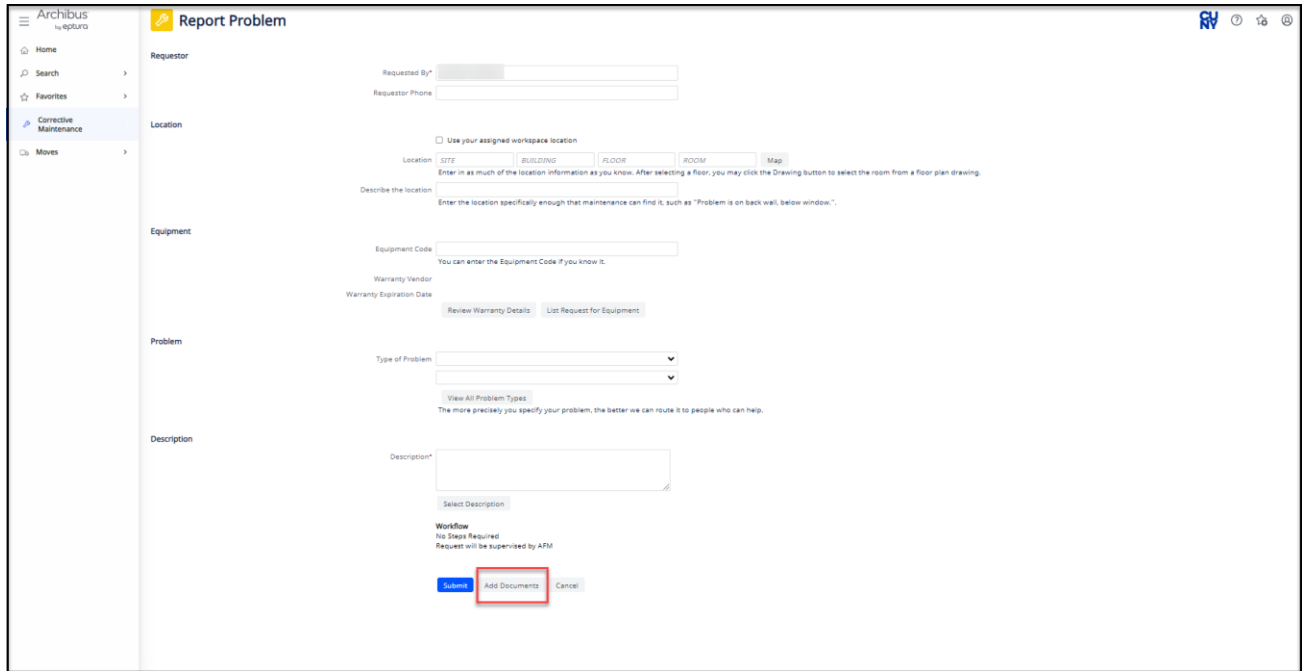 Archibus
by eptura
Report Problem
CUNY
Home
Search
Favorites
Corrective
Maintenance
Moves
Requestor
Requested By*
Requestor Phone
Location
Use your assigned workspace location
Location SITE BUILDING FLOOR ROOM Map
Enter in as much of the location information as you know. After selecting a floor, you may click the Drawing button to select the room from a floor plan drawing.
Describe the location
Enter the location specifically enough that maintenance can find it, such as "Problem is on back wall, below window.".
Equipment
Equipment Code
You can enter the Equipment Code if you know it.
Warranty Vendor
Warranty Expiration Date
Review Warranty Details List Request for Equipment
Problem
Type of Problem
View All Problem Types
The more precisely you specify your problem, the better we can route it to people who can help.
Description
Description*
Select Description
Workflow
No Steps Required
Request will be supervised by AFM
Submit Add Documents Cancel